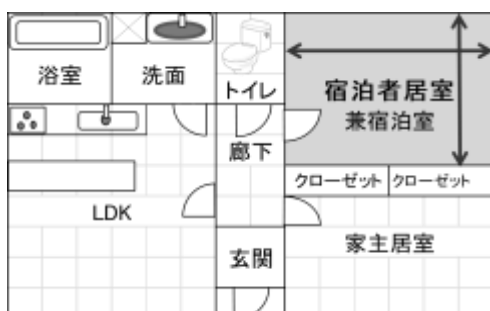 浴室
洗面
トイレ
宿泊者居室
兼宿泊室
廊下
クローゼット
クローゼット
LDK
玄関
家主居室